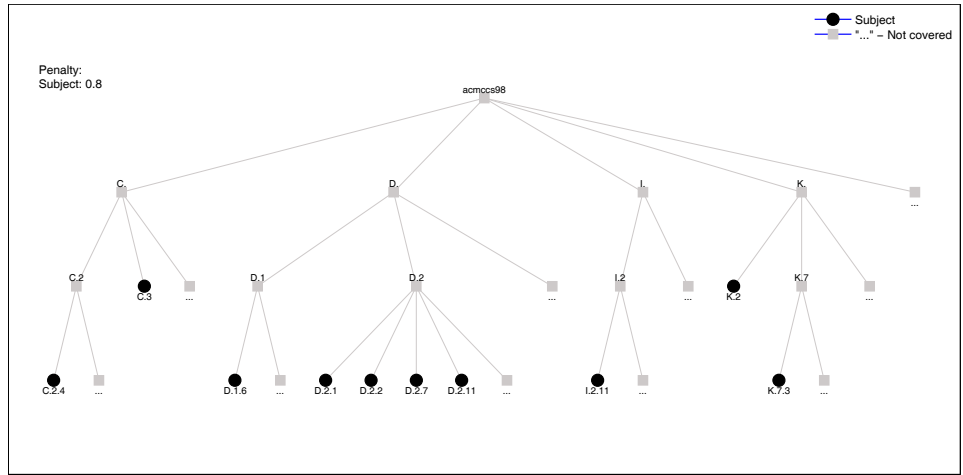 Subject
"..." – Not covered
Penalty:
Subject: 0.8
acmccs98
C. D. I. K. ...
C.2 C.3 ... D.1 D.2 ... I.2 ... K.2 K.7 ...
C.2.4 ... D.1.6 ... D.2.1 D.2.2 D.2.7 D.2.11 ... I.2.11 ... K.7.3 ...